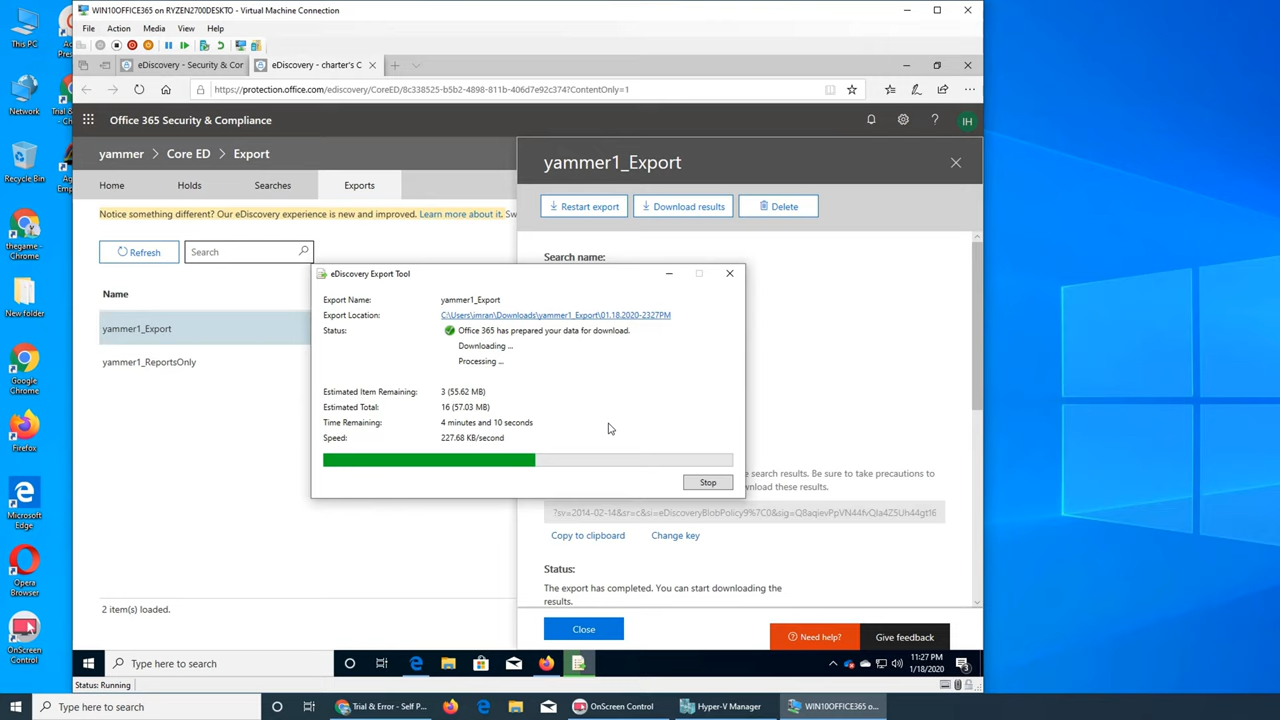 This PC
Network
Recycle Bin
thegame -
Chrome
New folder
Google
Chrome
Firefox
Microsoft
Edge
Opera
Browser
OnScreen
Control
WIN10OFFICE365 on RYZEN2700DESKTO - Virtual Machine Connection
File Action Media View Help
eDiscovery - Security & Cor
eDiscovery - charter's C
https://protection.office.com/ediscovery/CoreED/8c338525-b5b2-4898-811b-406d7e92c374?ContentOnly=1
Office 365 Security & Compliance
IH
yammer > Core ED > Export
Home Holds Searches Exports
Notice something different? Our eDiscovery experience is new and improved. Learn more about it. Sw
Refresh
Search
Name
yammer1_Export
yammer1_ReportsOnly
2 item(s) loaded.
yammer1_Export
Restart export
Download results
Delete
Search name:
eDiscovery Export Tool
Export Name: yammer1_Export
Export Location: C:\Users\imran\Downloads\yammer1_Export\01.18.2020-2327PM
Status: Office 365 has prepared your data for download.
Downloading ...
Processing ...
Estimated Item Remaining: 3 (55.62 MB)
Estimated Total: 16 (57.03 MB)
Time Remaining: 4 minutes and 10 seconds
Speed: 227.68 KB/second
Stop
e search results. Be sure to take precautions to
wnload these results.
Copy to clipboard
Change key
Status:
The export has completed. You can start downloading the
results.
Close
Need help?
Give feedback
Type here to search
11:27 PM
1/18/2020
3
Status: Running
Type here to search
Trial & Error - Self P...
OnScreen Control
Hyper-V Manager
WIN10OFFICE365 o...